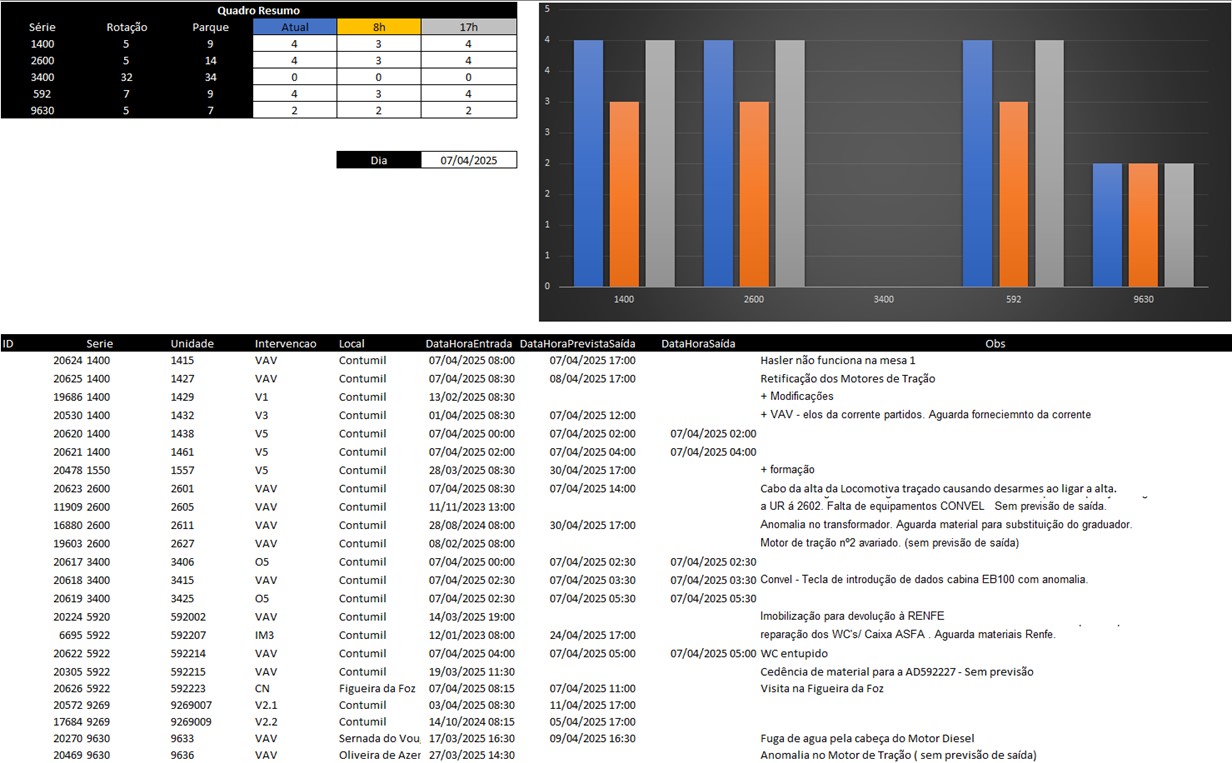 Quadro Resumo
Série Rotação Parque Atual 8h 17h
1400 5 9 4 3 4
2600 5 14 4 3 4
3400 32 34 0 0 0
592 7 9 4 3 4
9630 5 7 2 2 2
Dia 07/04/2025
5
4
4
3
3
2
2
1
1
0
1400 2600 3400 592 9630
ID Serie Unidade Intervencao Local DataHoraEntrada DataHoraPrevistaSaída DataHoraSaída Obs
20624 1400 1415 VAV Contumil 07/04/2025 08:00 07/04/2025 17:00 Hasler não funciona na mesa 1
20625 1400 1427 VAV Contumil 07/04/2025 08:30 08/04/2025 17:00 Retificação dos Motores de Tração
19686 1400 1429 V1 Contumil 13/02/2025 08:30 + Modificações
20530 1400 1432 V3 Contumil 01/04/2025 08:30 07/04/2025 12:00 + VAV - elos da corrente partidos. Aguarda forneciemnto da corrente
20620 1400 1438 V5 Contumil 07/04/2025 00:00 07/04/2025 02:00 07/04/2025 02:00
20621 1400 1461 V5 Contumil 07/04/2025 02:00 07/04/2025 04:00 07/04/2025 04:00
20478 1550 1557 V5 Contumil 28/03/2025 08:30 30/04/2025 17:00 + formação
20623 2600 2601 VAV Contumil 07/04/2025 08:30 07/04/2025 14:00 Cabo da alta da Locomotiva traçado causando desarmes ao ligar a alta.
11909 2600 2605 VAV Contumil 11/11/2023 13:00 a UR á 2602. Falta de equipamentos CONVEL Sem previsão de saída.
16880 2600 2611 VAV Contumil 28/08/2024 08:00 30/04/2025 17:00 Anomalia no transformador. Aguarda material para substituição do graduador.
19603 2600 2627 VAV Contumil 08/02/2025 08:00 Motor de tração nº2 avariado. (sem previsão de saída)
20617 3400 3406 O5 Contumil 07/04/2025 00:00 07/04/2025 02:30 07/04/2025 02:30
20618 3400 3415 VAV Contumil 07/04/2025 02:30 07/04/2025 03:30 07/04/2025 03:30 Convel - Tecla de introdução de dados cabina EB100 com anomalia.
20619 3400 3425 O5 Contumil 07/04/2025 02:30 07/04/2025 05:30 07/04/2025 05:30
20224 5920 592002 VAV Contumil 14/03/2025 19:00 Imobilização para devolução à RENFE
6695 5922 592207 IM3 Contumil 12/01/2023 08:00 24/04/2025 17:00 reparação dos WC's/ Caixa ASFA . Aguarda materiais Renfe.
20622 5922 592214 VAV Contumil 07/04/2025 04:00 07/04/2025 05:00 07/04/2025 05:00 WC entupido
20305 5922 592215 VAV Contumil 19/03/2025 11:30 Cedência de material para a AD592227 - Sem previsão
20626 5922 592223 CN Figueira da Foz 07/04/2025 08:15 07/04/2025 11:00 Visita na Figueira da Foz
20572 9269 9269007 V2.1 Contumil 03/04/2025 08:30 11/04/2025 17:00
17684 9269 9269009 V2.2 Contumil 14/10/2024 08:15 05/04/2025 17:00
20270 9630 9633 VAV Sernada do Vou 17/03/2025 16:30 09/04/2025 16:30 Fuga de agua pela cabeça do Motor Diesel
20469 9630 9636 VAV Oliveira de Azer 27/03/2025 14:30 Anomalia no Motor de Tração ( sem previsão de saída)